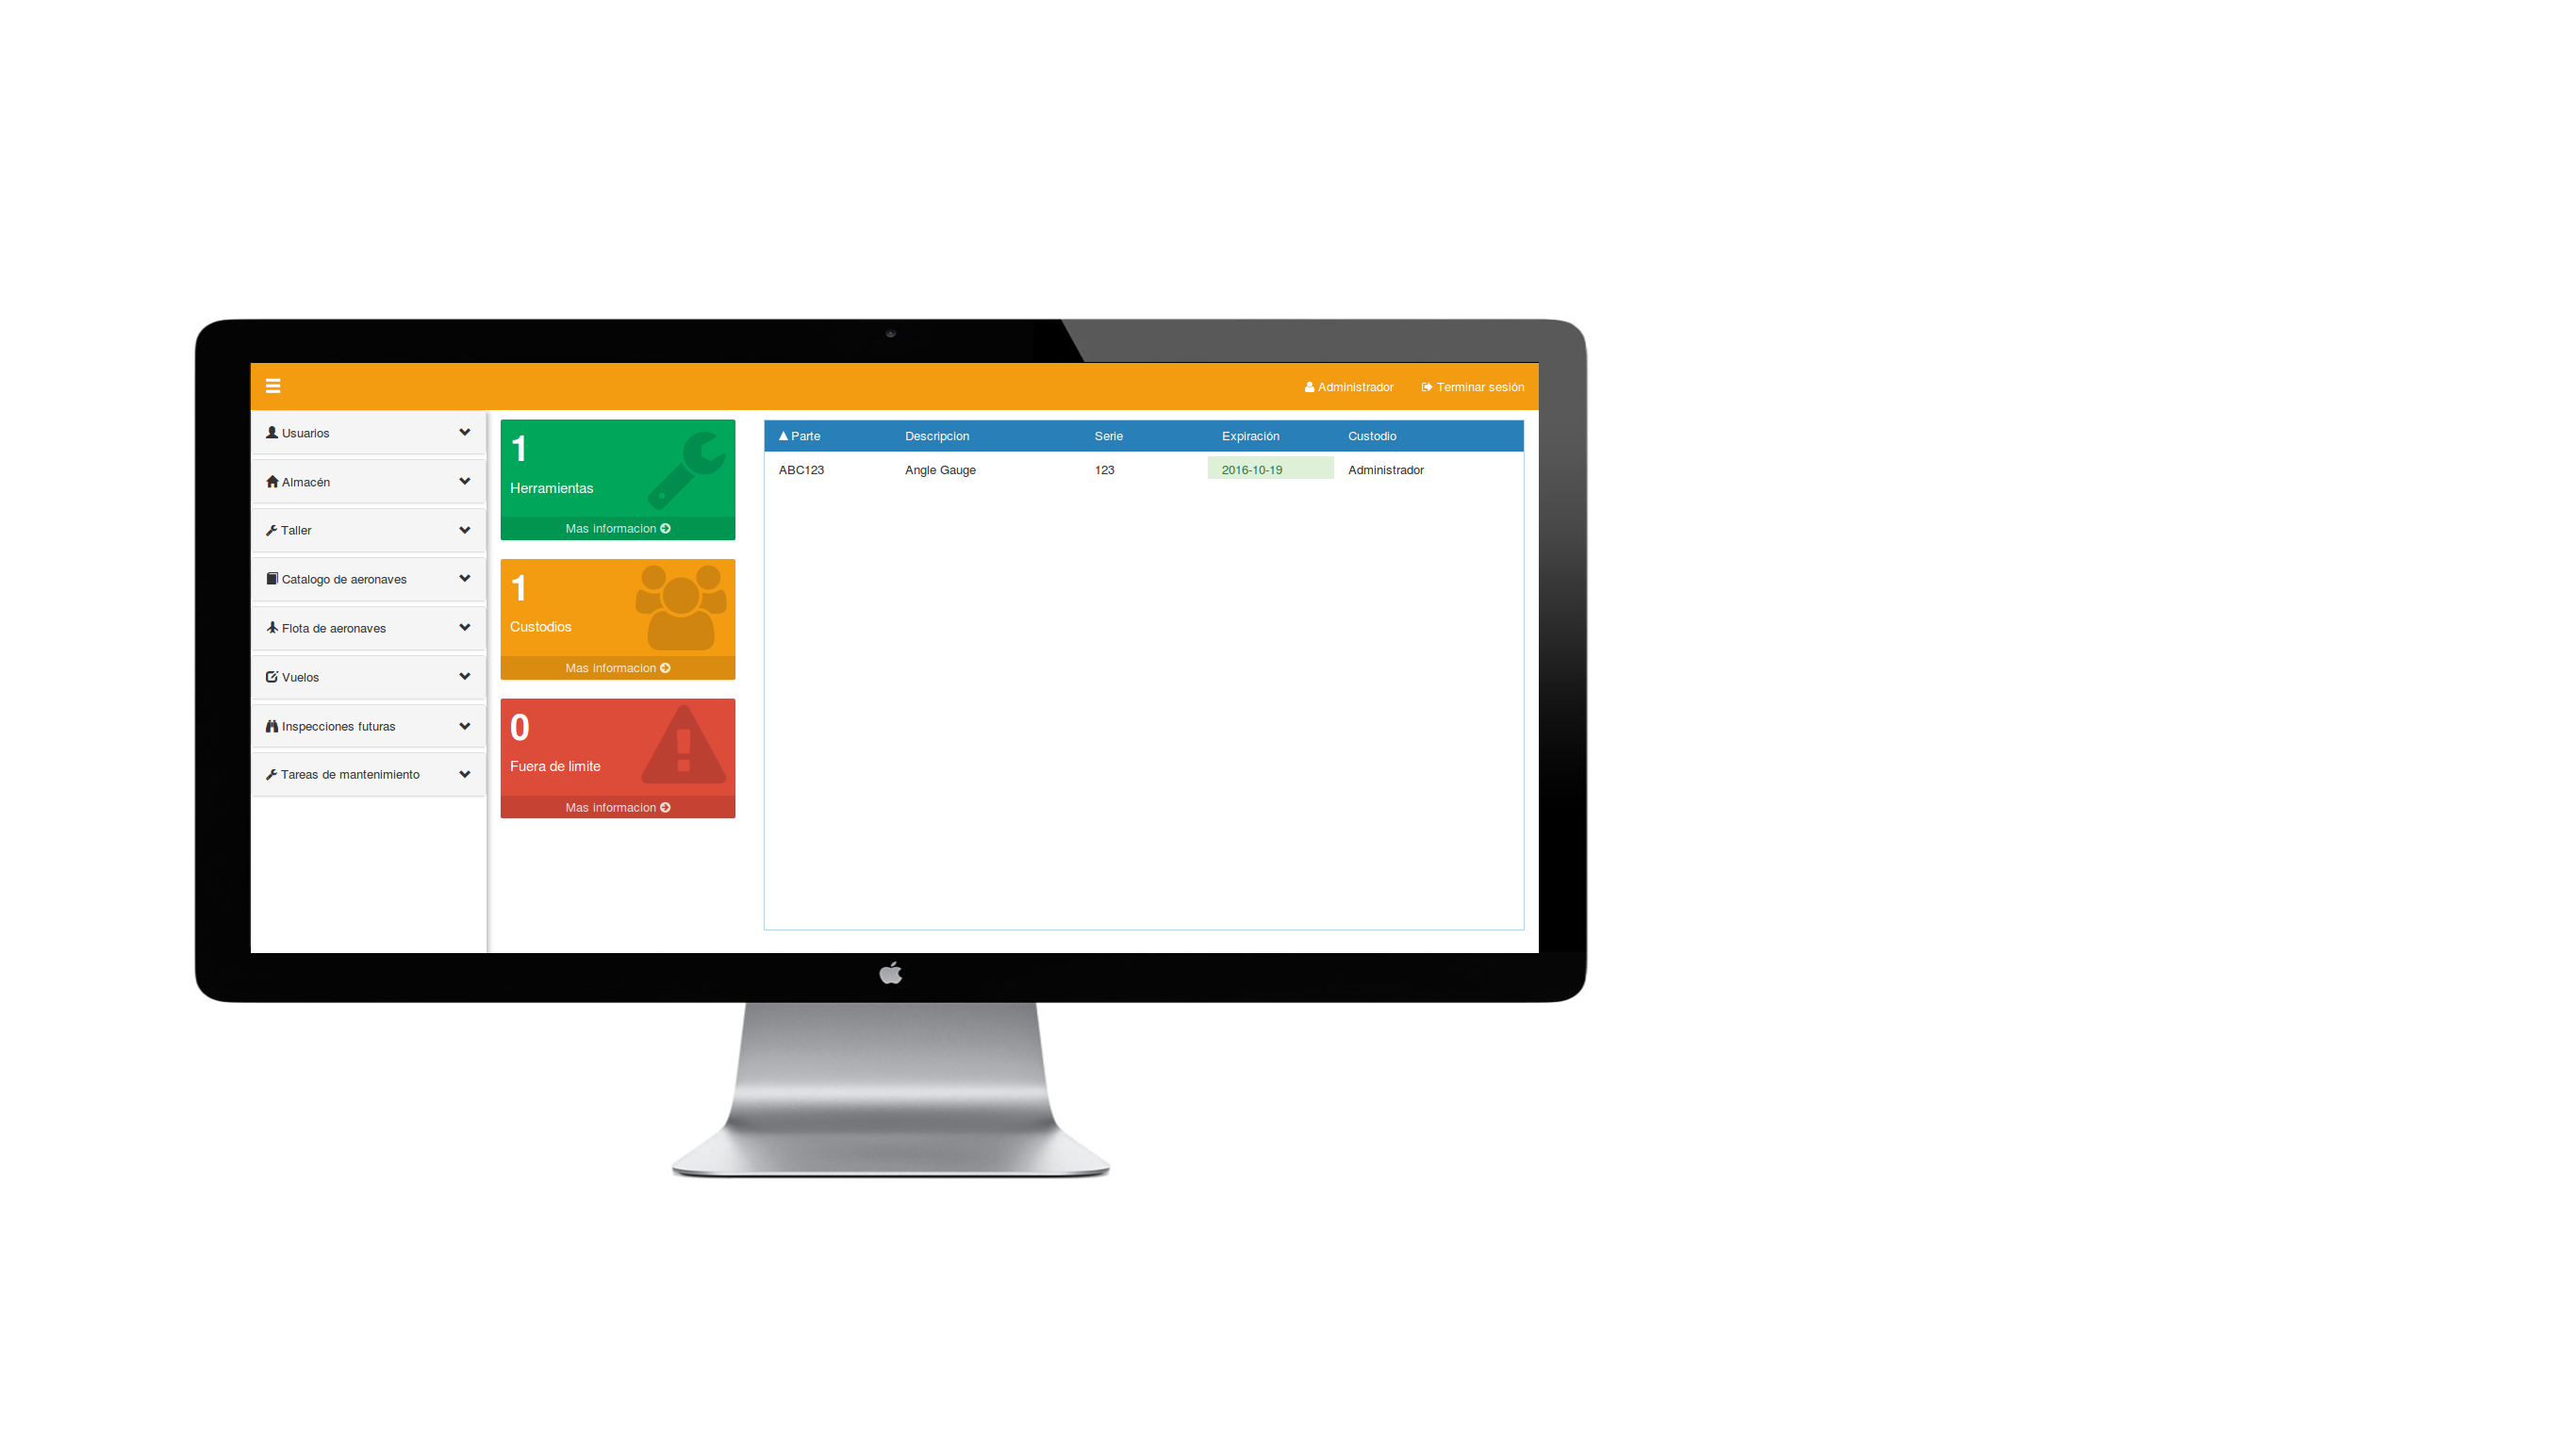 Administrador
Terminar sesión
Usuarios
Almacén
Taller
Catalogo de aeronaves
Flota de aeronaves
Vuelos
Inspecciones futuras
Tareas de mantenimiento
1
Herramientas
Mas informacion
1
Custodios
Mas informacion
0
Fuera de limite
Mas informacion
Parte Descripcion Serie Expiración Custodio
ABC123 Angle Gauge 123 2016-10-19 Administrador